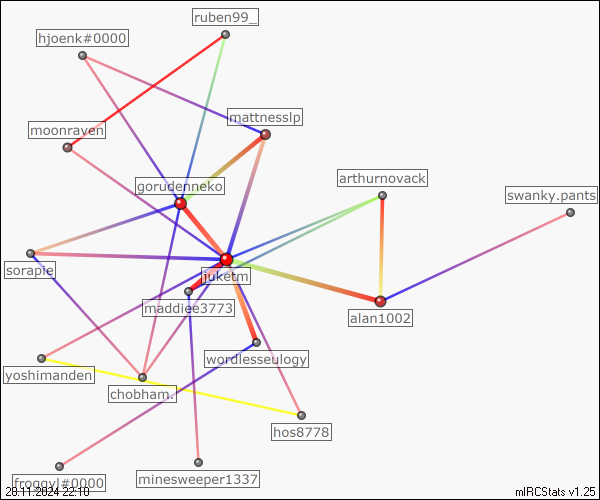 ruben99_
hjoenk#0000
mattnesslp
moonraven
arthurnovack
gorudenneko
swanky.pants
sorapie
juketm
maddiee3773
alan1002
wordlesseulogy
yoshimanden
chobham.
hos8778
froggyl#0000
minesweeper1337
28.11.2024 22:10
mIRCStats v1.25